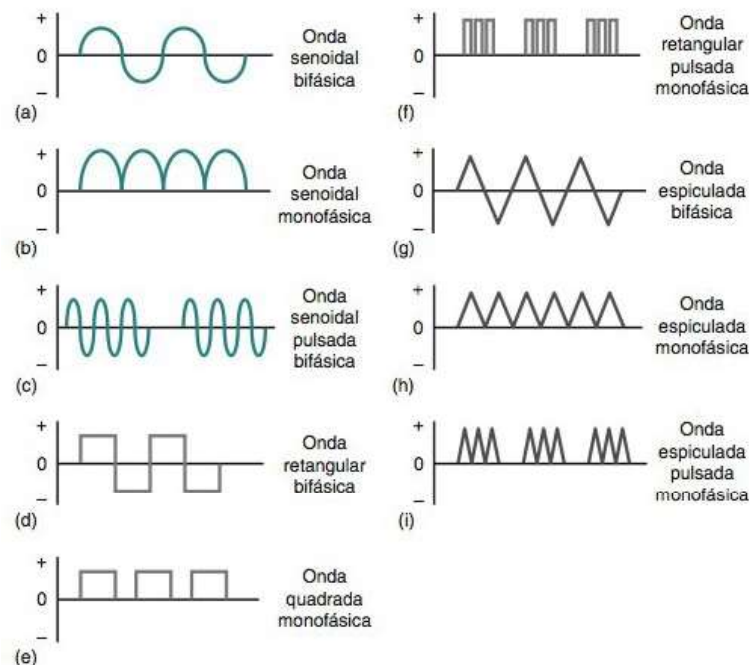 +
0
–
(a)
Onda
senoidal
bifásica
+
0
–
(b)
Onda
senoidal
monofásica
+
0
–
(c)
Onda
senoidal
pulsada
bifásica
+
0
–
(d)
Onda
retangular
bifásica
+
0
–
(e)
Onda
quadrada
monofásica
+
0
–
(f)
Onda
retangular
pulsada
monofásica
+
0
–
(g)
Onda
espiculada
bifásica
+
0
–
(h)
Onda
espiculada
monofásica
+
0
–
(i)
Onda
espiculada
pulsada
monofásica